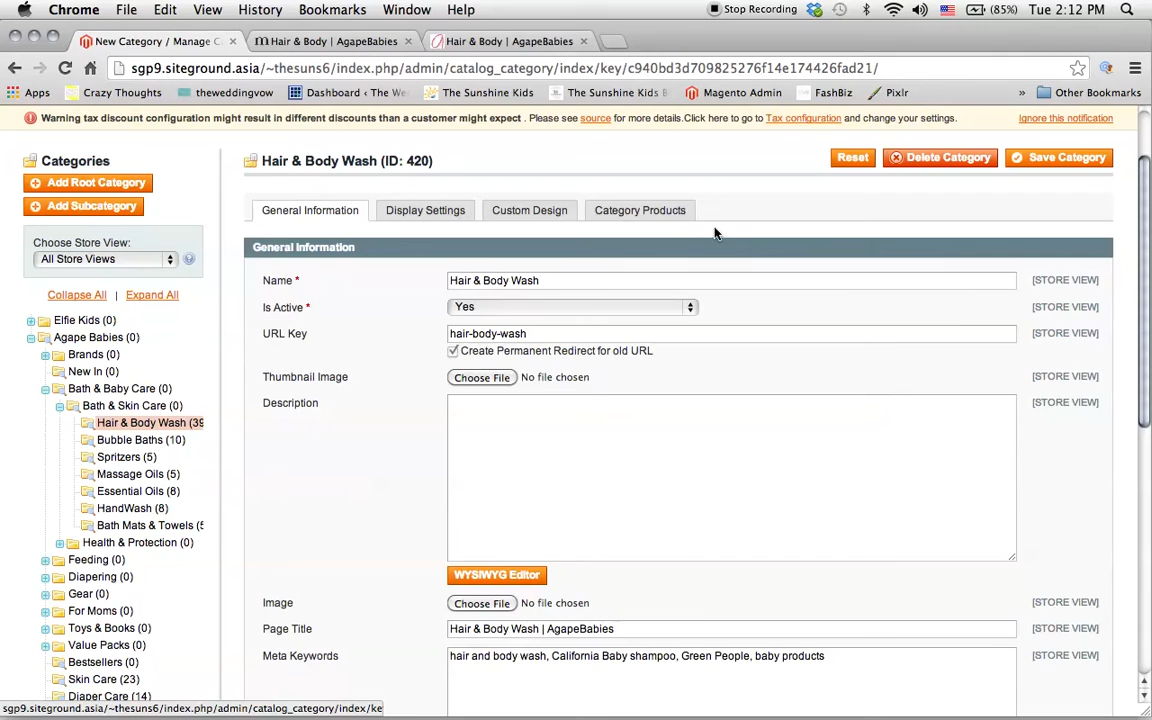 Chrome File Edit View History Bookmarks Window Help Stop Recording (85%) Tue 2:12 PM
New Category / Manage C Hair & Body | AgapeBabies Hair & Body | AgapeBabies
sgp9.siteground.asia/~thesuns6/index.php/admin/catalog_category/index/key/c940bd3d709825276f14e174426fad21/
Apps Crazy Thoughts theweddingvow Dashboard ‹ The We The Sunshine Kids The Sunshine Kids B Magento Admin FashBiz Pixlr » Other Bookmarks
Warning tax discount configuration might result in different discounts than a customer might expect . Please see source for more details.Click here to go to Tax configuration and change your settings. Ignore this notification
Categories
Add Root Category
Add Subcategory
Choose Store View:
All Store Views
Collapse All | Expand All
Elfie Kids (0)
Agape Babies (0)
Brands (0)
New In (0)
Bath & Baby Care (0)
Bath & Skin Care (0)
Hair & Body Wash (39
Bubble Baths (10)
Spritzers (5)
Massage Oils (5)
Essential Oils (8)
HandWash (8)
Bath Mats & Towels (5
Health & Protection (0)
Feeding (0)
Diapering (0)
Gear (0)
For Moms (0)
Toys & Books (0)
Value Packs (0)
Bestsellers (0)
Skin Care (23)
Diaper Care (14)
Hair & Body Wash (ID: 420) Reset Delete Category Save Category
General Information Display Settings Custom Design Category Products
General Information
Name * Hair & Body Wash [STORE VIEW]
Is Active * Yes [STORE VIEW]
URL Key hair-body-wash [STORE VIEW]
Create Permanent Redirect for old URL
Thumbnail Image Choose File No file chosen [STORE VIEW]
Description [STORE VIEW]
WYSIWYG Editor
Image Choose File No file chosen [STORE VIEW]
Page Title Hair & Body Wash | AgapeBabies [STORE VIEW]
Meta Keywords hair and body wash, California Baby shampoo, Green People, baby products [STORE VIEW]
sgp9.siteground.asia/~thesuns6/index.php/admin/catalog_category/index/ke